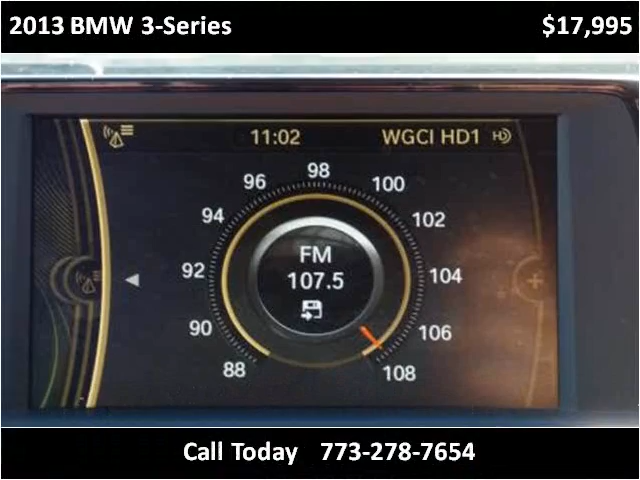 2013 BMW 3-Series $17,995
11:02 WGCI HD1
98
96 100
94 102
FM
92 107.5 104
90 106
88 108
Call Today 773-278-7654